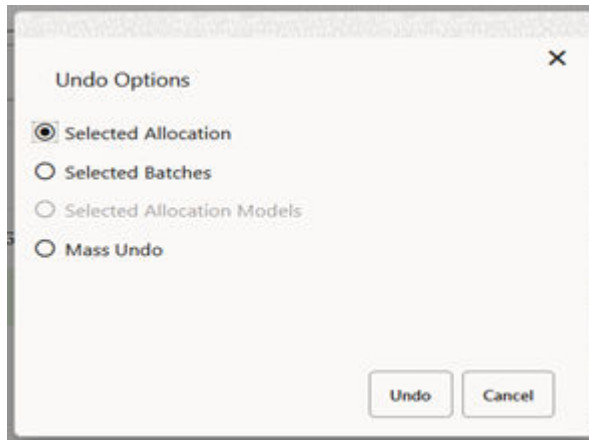 Undo Options
Selected Allocation
Selected Batches
Selected Allocation Models
Mass Undo
Undo
Cancel